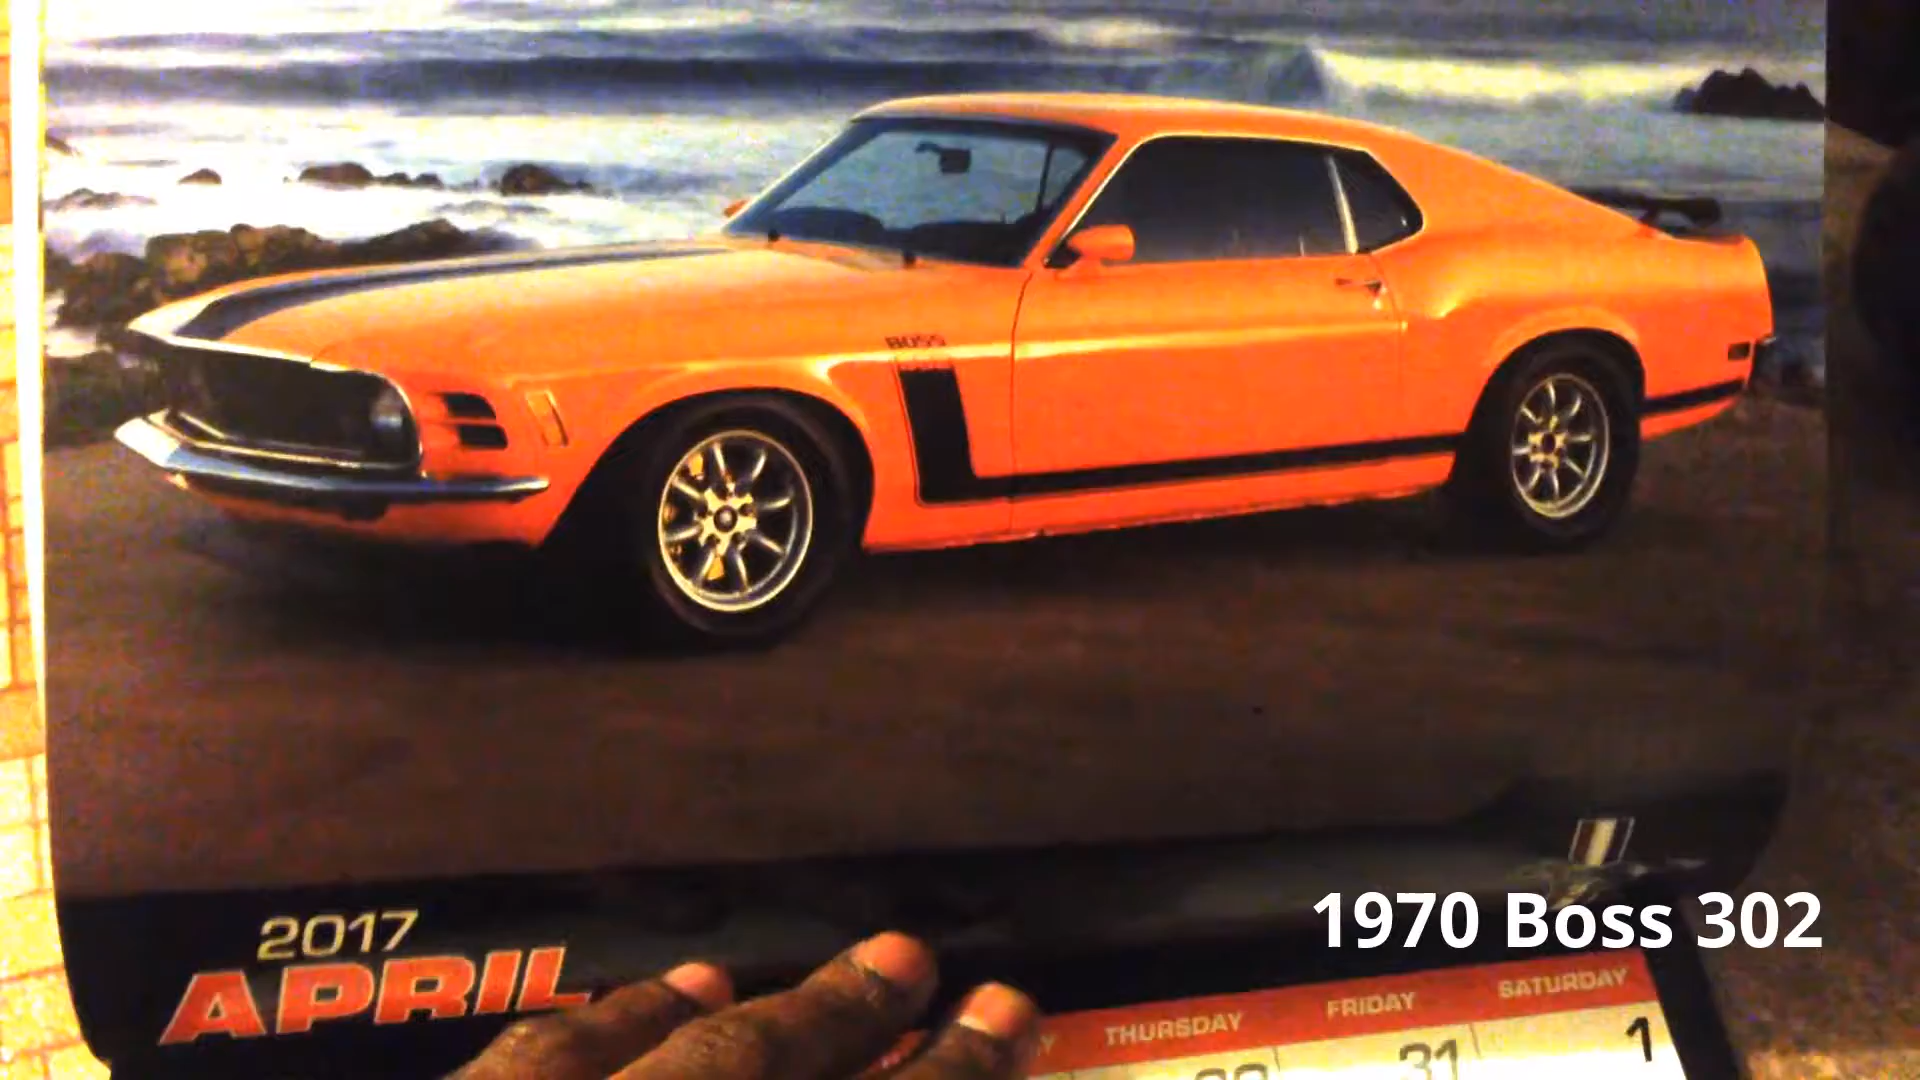 BOSS
2017
APRIL
1970 Boss 302
THURSDAY
FRIDAY
SATURDAY
31
1